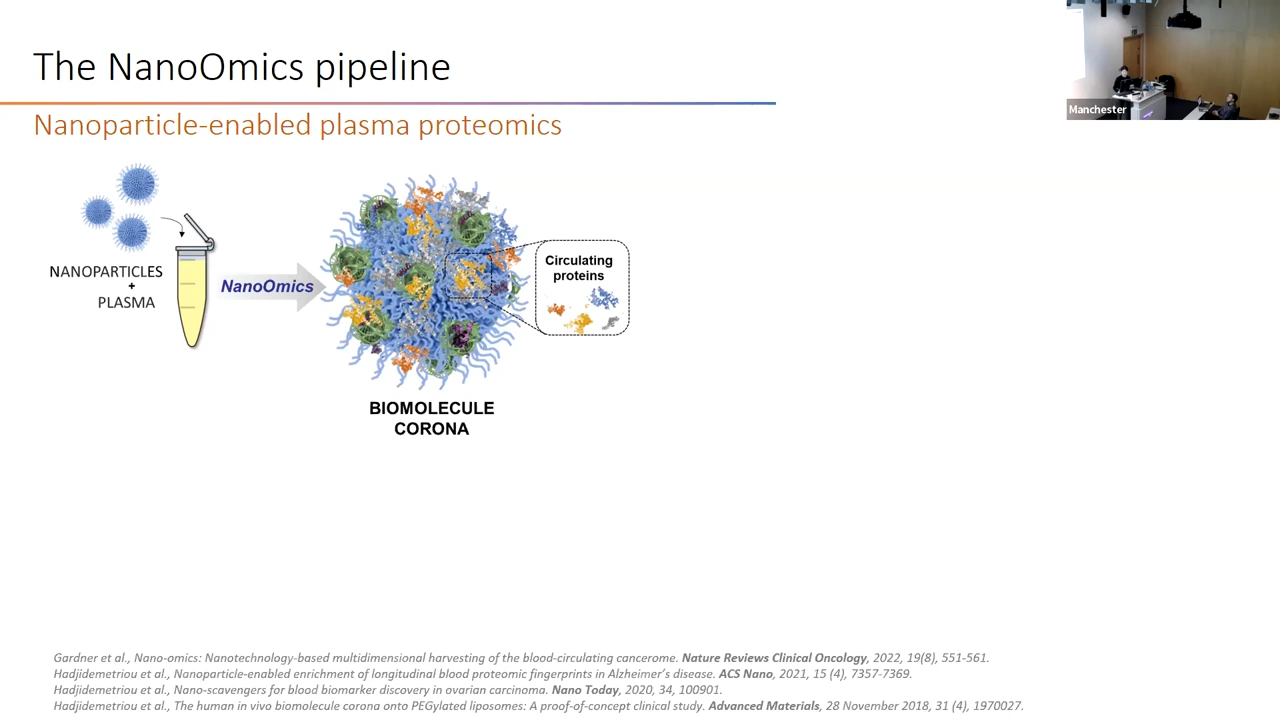 The NanoOmics pipeline
Nanoparticle-enabled plasma proteomics
Manchester
NANOPARTICLES
+
PLASMA
NanoOmics
Circulating
proteins
BIOMOLECULE
CORONA
Gardner et al., Nano-omics: Nanotechnology-based multidimensional harvesting of the blood-circulating cancerome. Nature Reviews Clinical Oncology, 2022, 19(8), 551-561.
Hadjidemetriou et al., Nanoparticle-enabled enrichment of longitudinal blood proteomic fingerprints in Alzheimer's disease. ACS Nano, 2021, 15 (4), 7357-7369.
Hadjidemetriou et al., Nano-scavengers for blood biomarker discovery in ovarian carcinoma. Nano Today, 2020, 34, 100901.
Hadjidemetriou et al., The human in vivo biomolecule corona onto PEGylated liposomes: A proof-of-concept clinical study. Advanced Materials, 28 November 2018, 31 (4), 1970027.